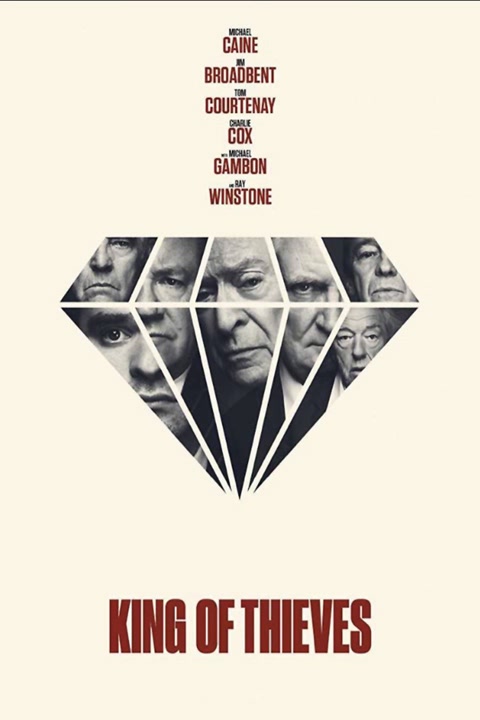 MICHAEL
CAINE
JIM
BROADBENT
TOM
COURTENAY
CHARLIE
COX
WITH MICHAEL
GAMBON
AND RAY
WINSTONE
KING OF THIEVES